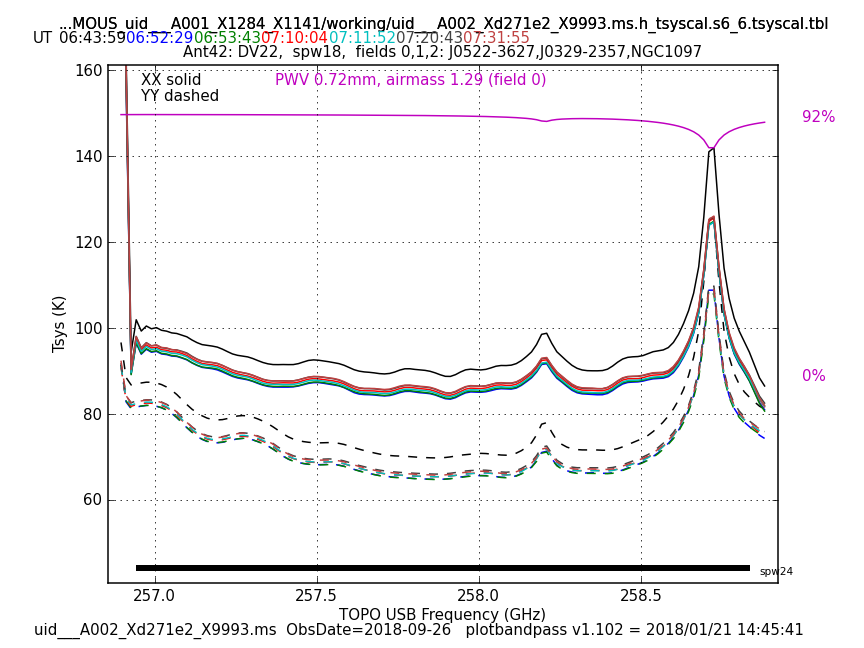 ...MOUS_uid___A001_X1284_X1141/working/uid___A002_Xd271e2_X9993.ms.h_tsyscal.s6_6.tsyscal.tbl
UT 06:43:59 06:52:29 06:53:43 07:10:04 07:11:52 07:20:43 07:31:55
Ant42: DV22, spw18, fields 0,1,2: J0522-3627,J0329-2357,NGC1097
XX solid
YY dashed
PWV 0.72mm, airmass 1.29 (field 0)
92%
0%
160
140
120
100
80
60
Tsys (K)
spw24
257.0 257.5 258.0 258.5
TOPO USB Frequency (GHz)
uid___A002_Xd271e2_X9993.ms ObsDate=2018-09-26 plotbandpass v1.102 = 2018/01/21 14:45:41